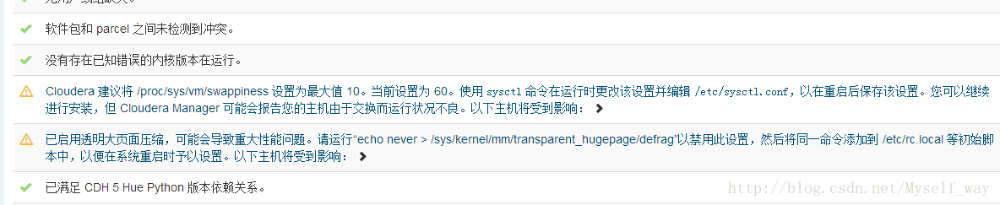 软件包和 parcel 之间未检测到冲突。
没有存在已知错误的内核版本在运行。
Cloudera 建议将 /proc/sys/vm/swappiness 设置为最大值 10。当前设置为 60。使用 sysctl 命令在运行时更改该设置并编辑 /etc/sysctl.conf，以在重启后保存该设置。您可以继续
进行安装，但 Cloudera Manager 可能会报告您的主机由于交换而运行状况不良。以下主机将受到影响：
已启用透明大页面压缩，可能会导致重大性能问题。请运行“echo never > /sys/kernel/mm/transparent_hugepage/defrag”以禁用此设置，然后将同一命令添加到 /etc/rc.local 等初始脚
本中，以便在系统重启时予以设置。以下主机将受到影响：
已满足 CDH 5 Hue Python 版本依赖关系。
http://blog.csdn.net/Myself_way